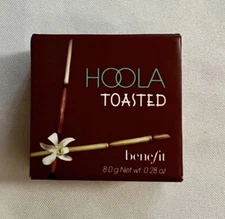 HOOLA
TOASTED
benefit
8.0 g Net wt. 0.28 oz.